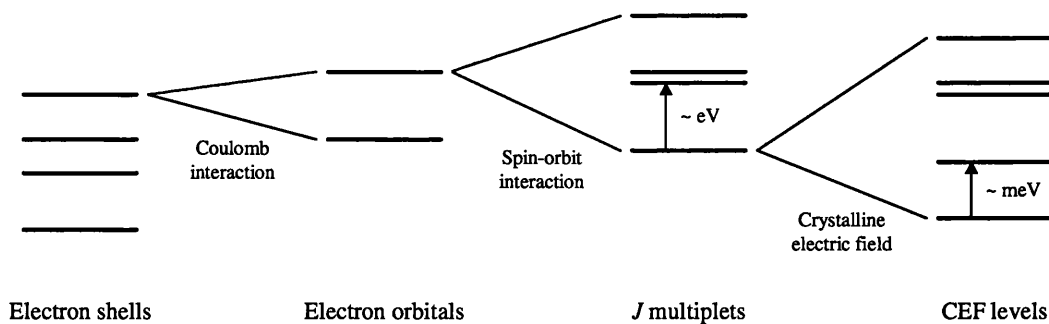 Coulomb
interaction
Spin-orbit
interaction
~ eV
Crystalline
electric field
~ meV
Electron shells
Electron orbitals
J multiplets
CEF levels